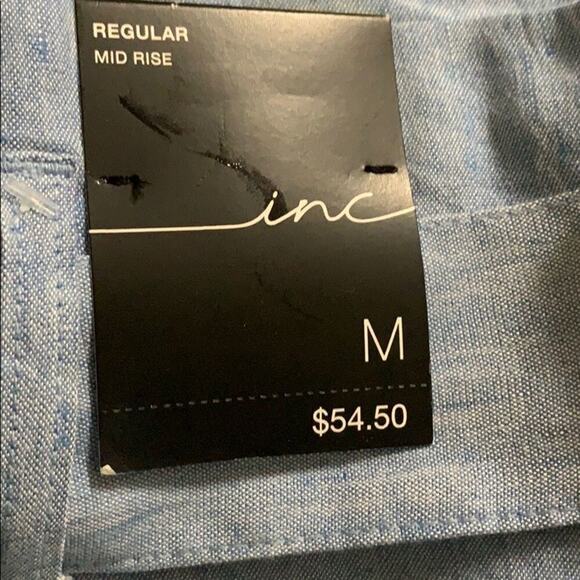 REGULAR
MID RISE
inc
M
$54.50